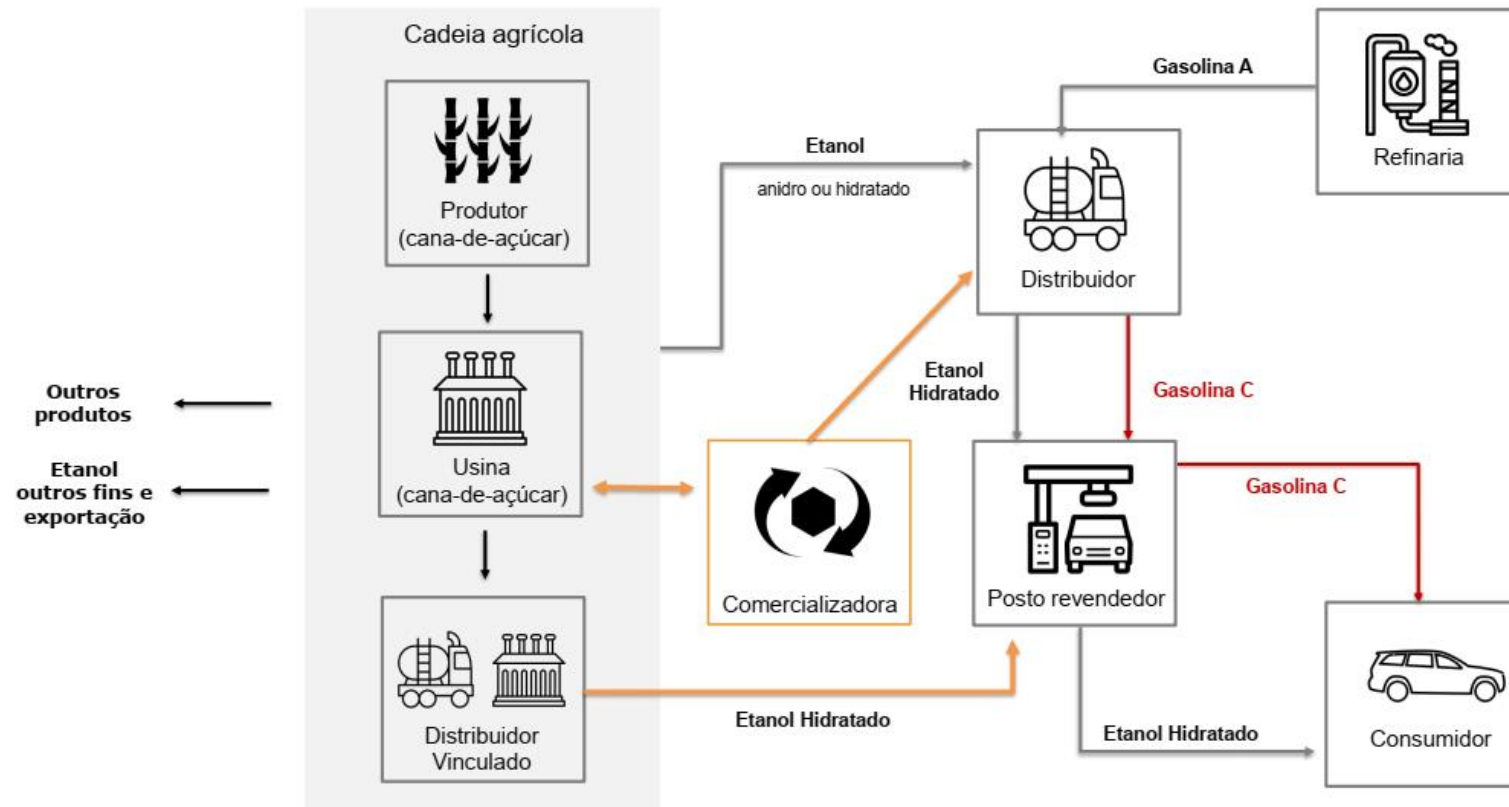 Cadeia agrícola
Produtor
(cana-de-açúcar)
Usina
(cana-de-açúcar)
Distribuidor
Vinculado
Outros
produtos
Etanol
outros fins e
exportação
Etanol
anidro ou hidratado
Gasolina A
Refinaria
Distribuidor
Etanol
Hidratado
Gasolina C
Comercializadora
Posto revendedor
Gasolina C
Etanol Hidratado
Etanol Hidratado
Consumidor